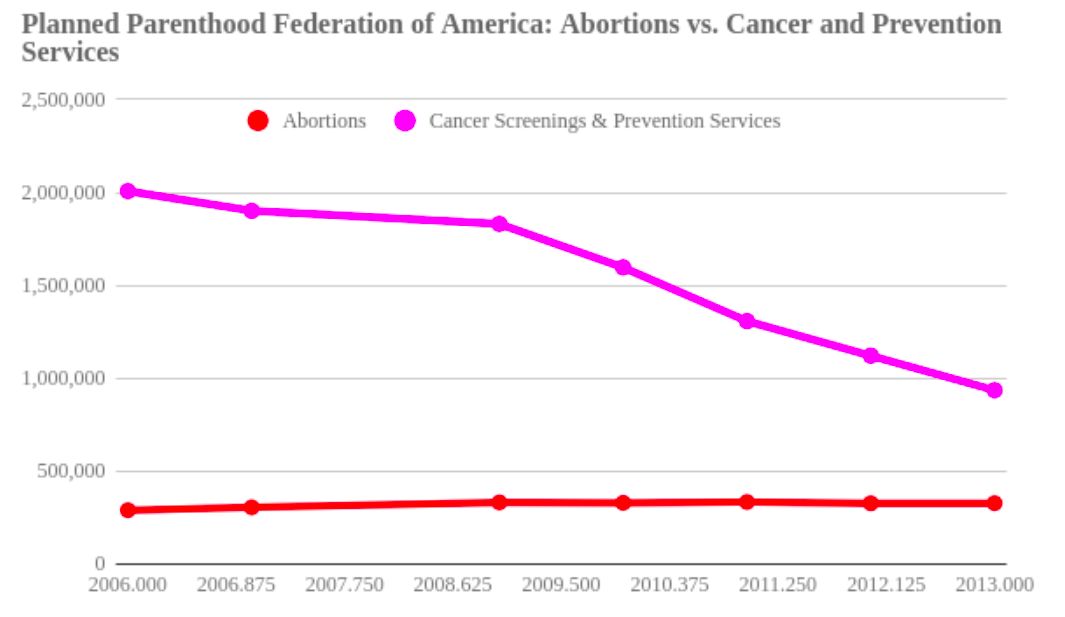 Planned Parenthood Federation of America: Abortions vs. Cancer and Prevention
Services
2,500,000
Abortions
Cancer Screenings & Prevention Services
2,000,000
1,500,000
1,000,000
500,000
0
2006.000 2006.875 2007.750 2008.625 2009.500 2010.375 2011.250 2012.125 2013.000